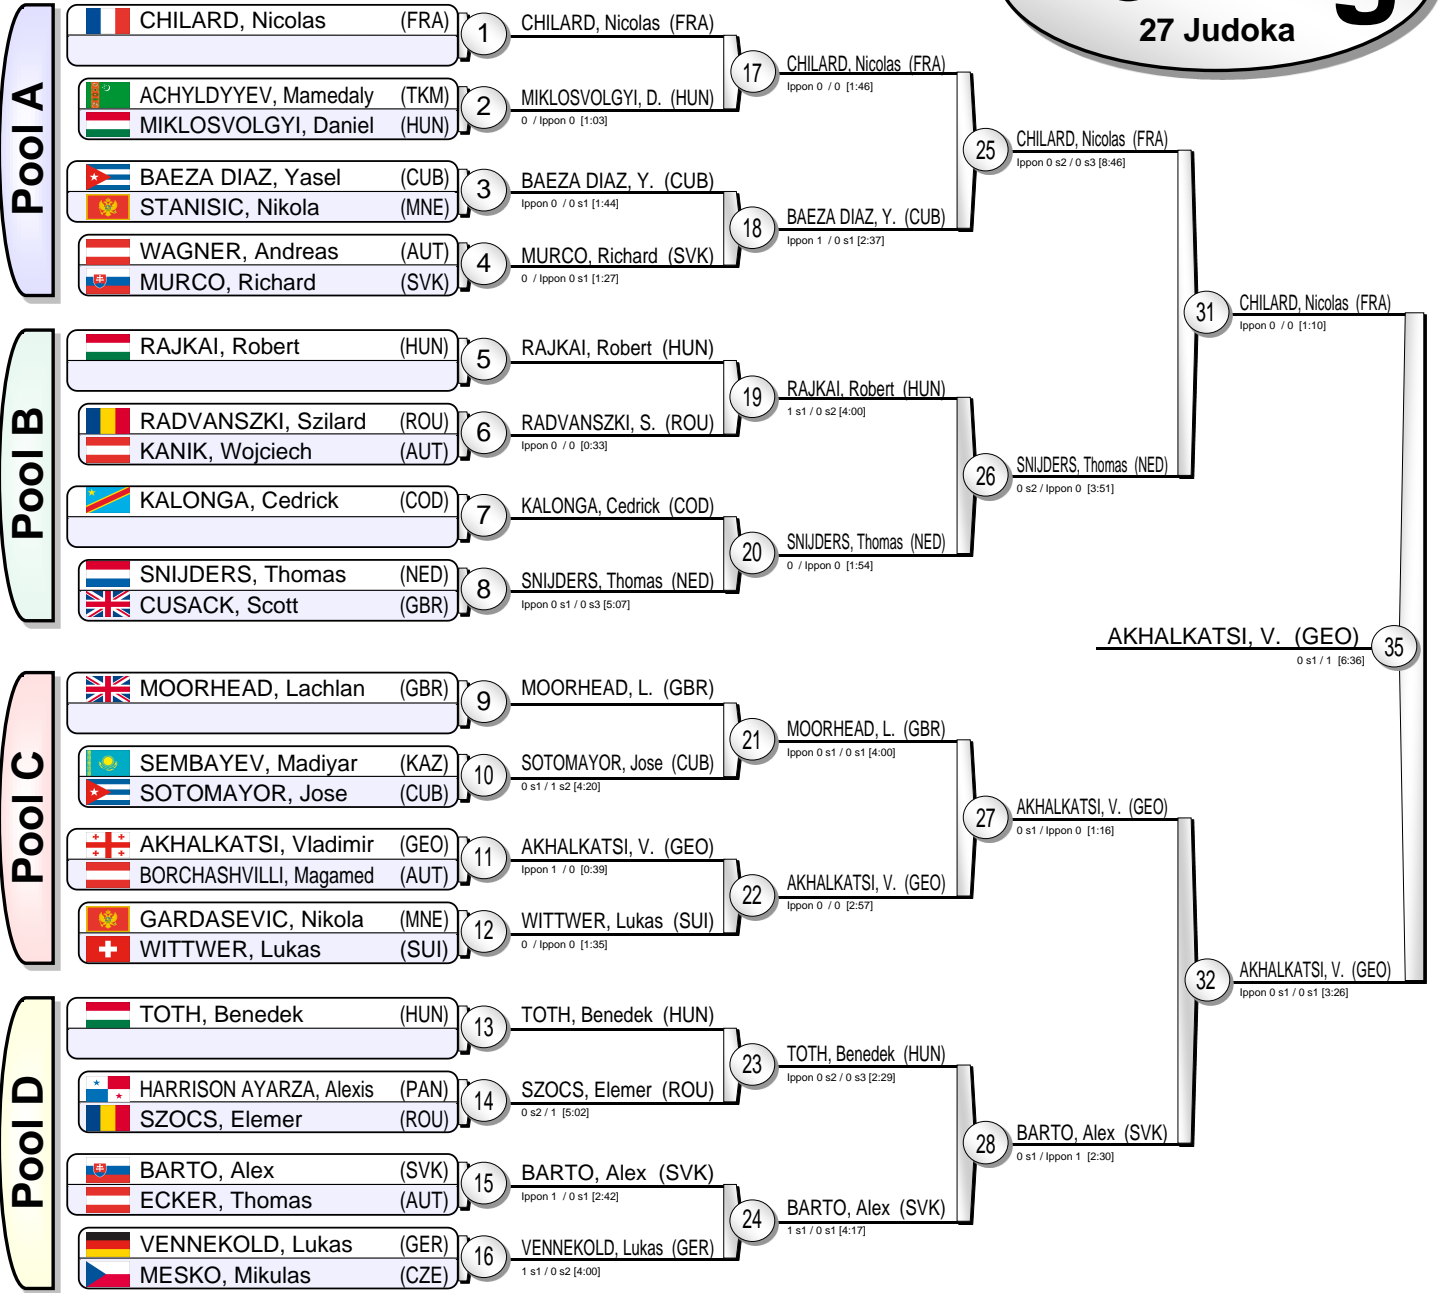 27 Judoka
Pool A
CHILARD, Nicolas (FRA)
1
ACHYLDYYEV, Mamedaly (TKM)
MIKLOSVOLGYI, Daniel (HUN)
2
BAEZA DIAZ, Yasel (CUB)
STANISIC, Nikola (MNE)
3
WAGNER, Andreas (AUT)
MURCO, Richard (SVK)
4
Pool B
RAJKAI, Robert (HUN)
5
RADVANSZKI, Szilard (ROU)
KANIK, Wojciech (AUT)
6
KALONGA, Cedrick (COD)
7
SNIJDERS, Thomas (NED)
CUSACK, Scott (GBR)
8
Pool C
MOORHEAD, Lachlan (GBR)
9
SEMBAYEV, Madiyar (KAZ)
SOTOMAYOR, Jose (CUB)
10
AKHALKATSI, Vladimir (GEO)
BORCHASHVILLI, Magamed (AUT)
11
GARDASEVIC, Nikola (MNE)
WITTWER, Lukas (SUI)
12
Pool D
TOTH, Benedek (HUN)
13
HARRISON AYARZA, Alexis (PAN)
SZOCS, Elemer (ROU)
14
BARTO, Alex (SVK)
ECKER, Thomas (AUT)
15
VENNEKOLD, Lukas (GER)
MESKO, Mikulas (CZE)
16
CHILARD, Nicolas (FRA)
MIKLOSVOLGYI, D. (HUN)
0 / Ippon 0 [1:03]
17
BAEZA DIAZ, Y. (CUB)
Ippon 0 / 0 s1 [1:44]
MURCO, Richard (SVK)
0 / Ippon 0 s1 [1:27]
18
RAJKAI, Robert (HUN)
RADVANSZKI, S. (ROU)
Ippon 0 / 0 [0:33]
19
KALONGA, Cedrick (COD)
SNIJDERS, Thomas (NED)
Ippon 0 s1 / 0 s3 [5:07]
20
MOORHEAD, L. (GBR)
SOTOMAYOR, Jose (CUB)
0 s1 / 1 s2 [4:20]
21
AKHALKATSI, V. (GEO)
Ippon 1 / 0 [0:39]
WITTWER, Lukas (SUI)
0 / Ippon 0 [1:35]
22
TOTH, Benedek (HUN)
SZOCS, Elemer (ROU)
0 s2 / 1 [5:02]
23
BARTO, Alex (SVK)
Ippon 1 / 0 s1 [2:42]
VENNEKOLD, Lukas (GER)
1 s1 / 0 s2 [4:00]
24
CHILARD, Nicolas (FRA)
Ippon 0 / 0 [1:46]
BAEZA DIAZ, Y. (CUB)
Ippon 1 / 0 s1 [2:37]
25
RAJKAI, Robert (HUN)
1 s1 / 0 s2 [4:00]
SNIJDERS, Thomas (NED)
0 / Ippon 0 [1:54]
26
MOORHEAD, L. (GBR)
Ippon 0 s1 / 0 s1 [4:00]
AKHALKATSI, V. (GEO)
Ippon 0 / 0 [2:57]
27
TOTH, Benedek (HUN)
Ippon 0 s2 / 0 s3 [2:29]
BARTO, Alex (SVK)
1 s1 / 0 s1 [4:17]
28
CHILARD, Nicolas (FRA)
Ippon 0 s2 / 0 s3 [8:46]
SNIJDERS, Thomas (NED)
0 s2 / Ippon 0 [3:51]
31
AKHALKATSI, V. (GEO)
0 s1 / Ippon 0 [1:16]
BARTO, Alex (SVK)
0 s1 / Ippon 1 [2:30]
32
CHILARD, Nicolas (FRA)
Ippon 0 / 0 [1:10]
AKHALKATSI, V. (GEO)
Ippon 0 s1 / 0 s1 [3:26]
AKHALKATSI, V. (GEO)
0 s1 / 1 [6:36]
35